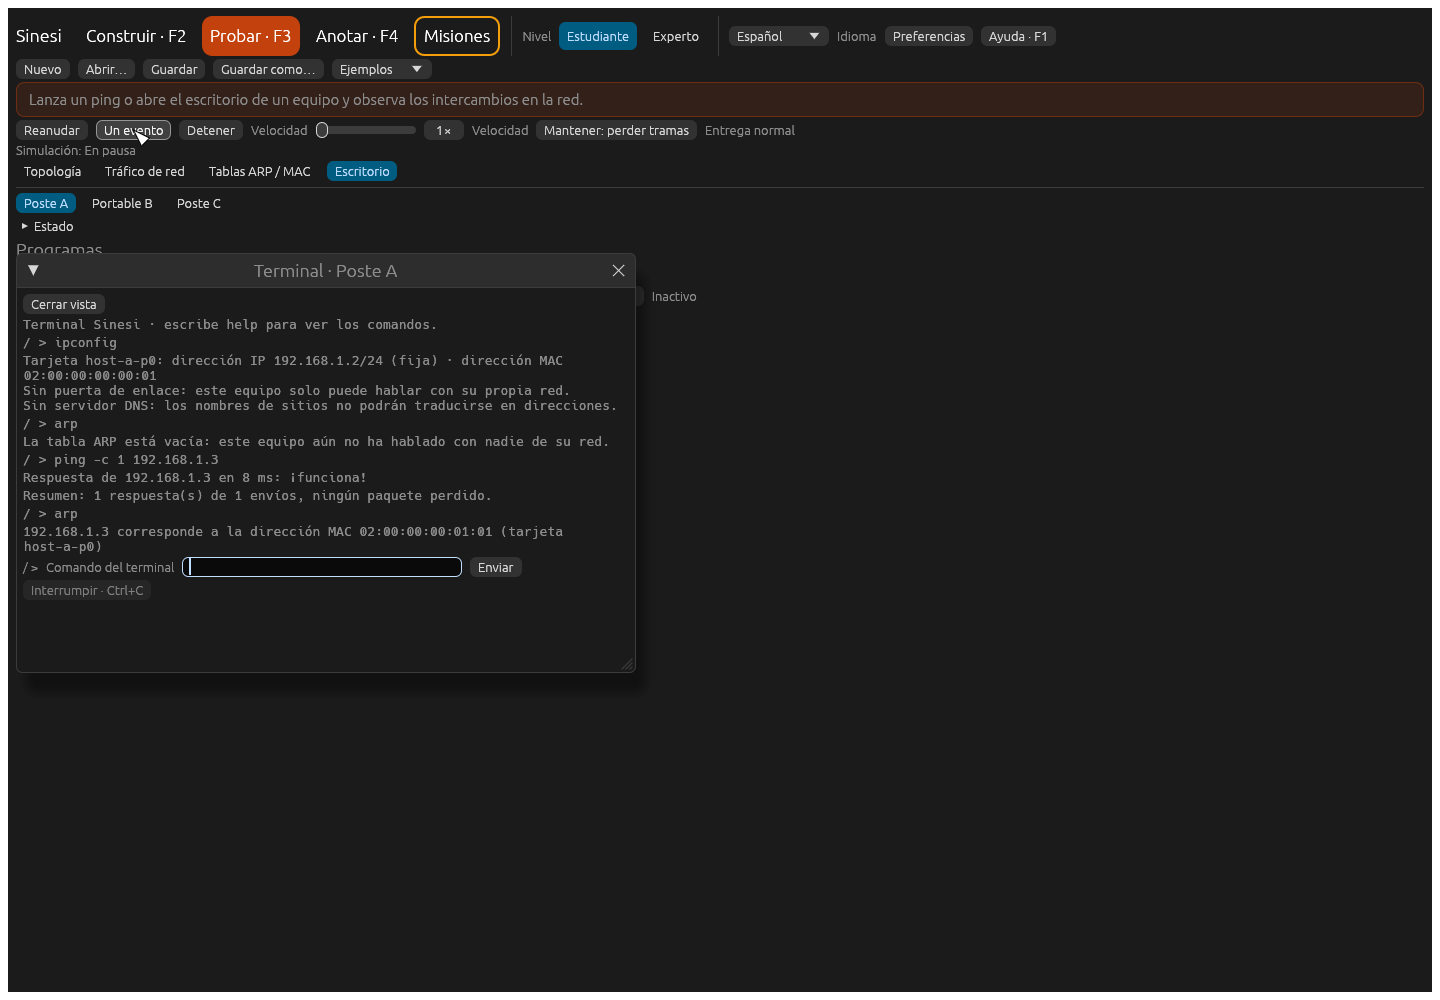 Sinesi Construir · F2 Probar · F3 Anotar · F4 Misiones Nivel Estudiante Experto Español Idioma Preferencias Ayuda · F1
Nuevo Abrir... Guardar Guardar como... Ejemplos
Lanza un ping o abre el escritorio de un equipo y observa los intercambios en la red.
Reanudar Un evento Detener Velocidad 1× Velocidad Mantener: perder tramas Entrega normal
Simulación: En pausa
Topología Tráfico de red Tablas ARP / MAC Escritorio
Poste A Portable B Poste C
Estado
Programas
Terminal · Poste A
Inactivo
Cerrar vista
Terminal Sinesi · escribe help para ver los comandos.
/ > ipconfig
Tarjeta host-a-p0: dirección IP 192.168.1.2/24 (fija) · dirección MAC
02:00:00:00:00:01
Sin puerta de enlace: este equipo solo puede hablar con su propia red.
Sin servidor DNS: los nombres de sitios no podrán traducirse en direcciones.
/ > arp
La tabla ARP está vacía: este equipo aún no ha hablado con nadie de su red.
/ > ping -c 1 192.168.1.3
Respuesta de 192.168.1.3 en 8 ms: ¡funciona!
Resumen: 1 respuesta(s) de 1 envíos, ningún paquete perdido.
/ > arp
192.168.1.3 corresponde a la dirección MAC 02:00:00:00:01:01 (tarjeta
host-a-p0)
/ > Comando del terminal Enviar
Interrumpir · Ctrl+C